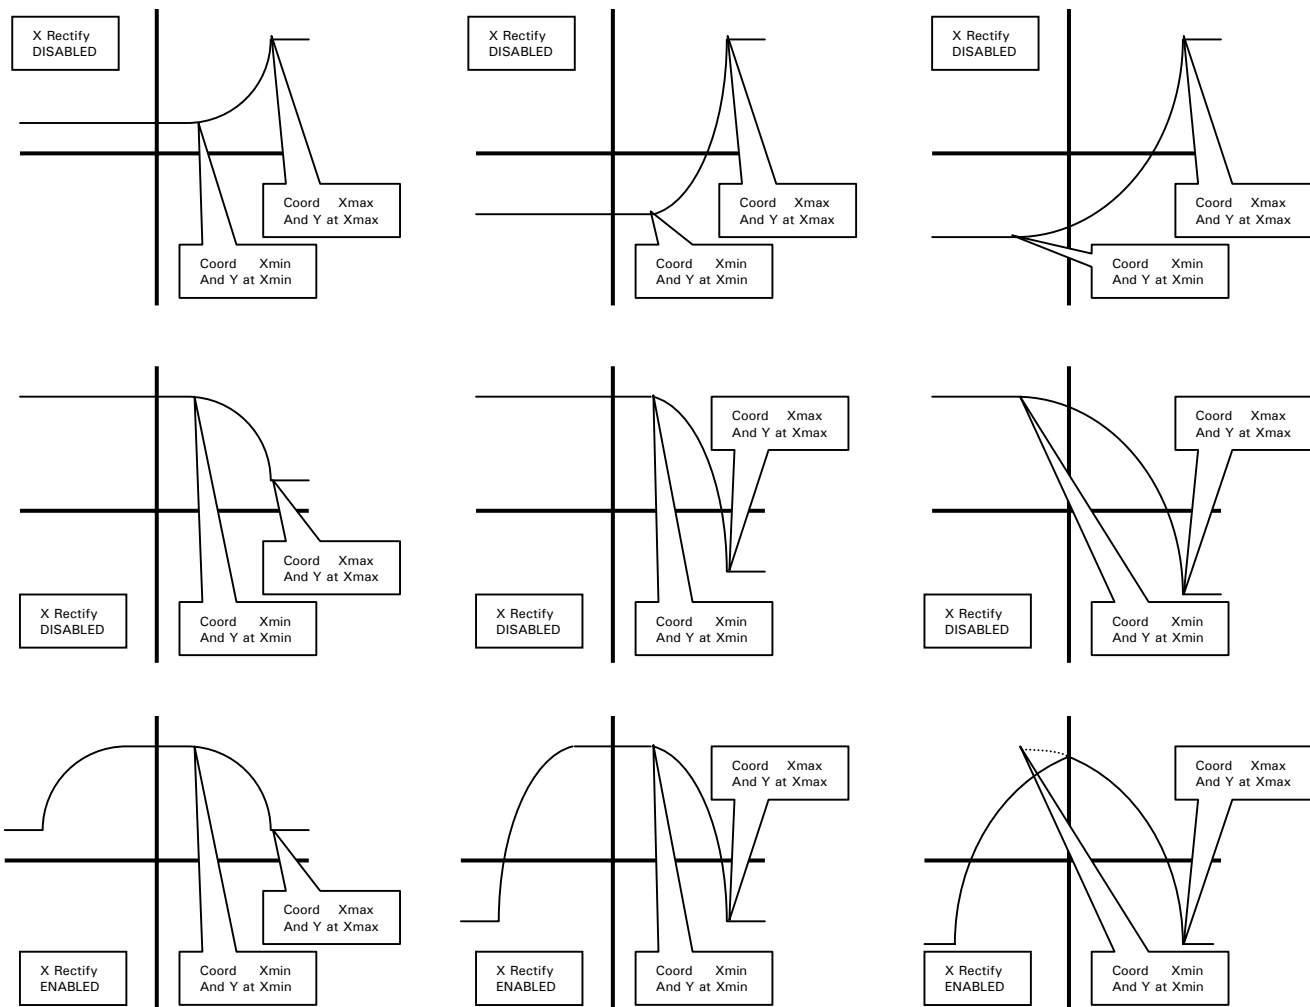 X Rectify
DISABLED
X Rectify
DISABLED
X Rectify
DISABLED
Coord Xmax
And Y at Xmax
Coord Xmax
And Y at Xmax
Coord Xmax
And Y at Xmax
Coord Xmin
And Y at Xmin
Coord Xmin
And Y at Xmin
Coord Xmin
And Y at Xmin
Coord Xmax
And Y at Xmax
Coord Xmax
And Y at Xmax
Coord Xmax
And Y at Xmax
X Rectify
DISABLED
Coord Xmin
And Y at Xmin
X Rectify
DISABLED
Coord Xmin
And Y at Xmin
X Rectify
DISABLED
Coord Xmin
And Y at Xmin
Coord Xmax
And Y at Xmax
Coord Xmax
And Y at Xmax
Coord Xmax
And Y at Xmax
X Rectify
ENABLED
Coord Xmin
And Y at Xmin
X Rectify
ENABLED
Coord Xmin
And Y at Xmin
X Rectify
ENABLED
Coord Xmin
And Y at Xmin